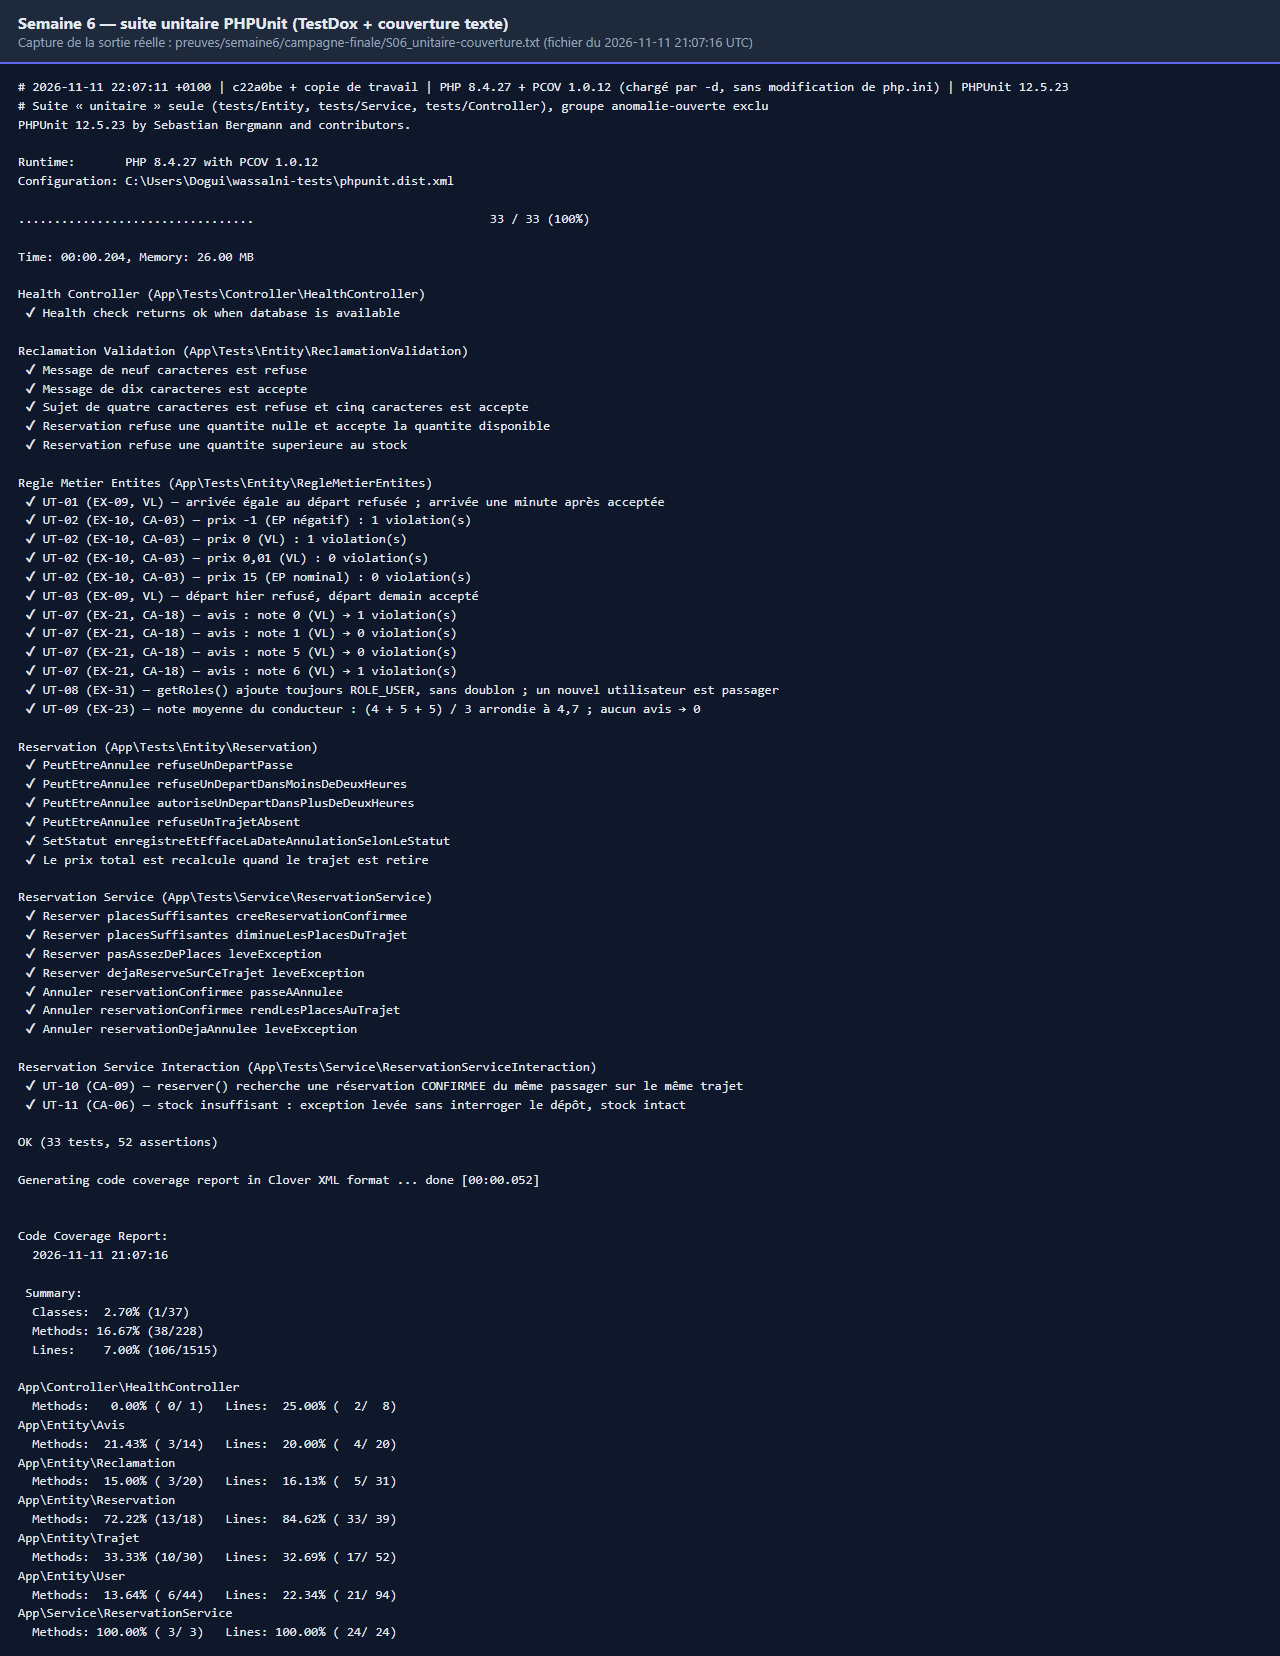 Semaine 6 — suite unitaire PHPUnit (TestDox + couverture texte)
Capture de la sortie réelle : preuves/semaine6/campagne-finale/S06_unitaire-couverture.txt (fichier du 2026-11-11 21:07:16 UTC)
# 2026-11-11 22:07:11 +0100 | c22a0be + copie de travail | PHP 8.4.27 + PCOV 1.0.12 (chargé par -d, sans modification de php.ini) | PHPUnit 12.5.23
# Suite « unitaire » seule (tests/Entity, tests/Service, tests/Controller), groupe anomalie-ouverte exclu
PHPUnit 12.5.23 by Sebastian Bergmann and contributors.
Runtime:       PHP 8.4.27 with PCOV 1.0.12
Configuration: C:\Users\Dogui\wassalni-tests\phpunit.dist.xml
.................................                                 33 / 33 (100%)
Time: 00:00.204, Memory: 26.00 MB
Health Controller (App\Tests\Controller\HealthController)
 ✓ Health check returns ok when database is available
Reclamation Validation (App\Tests\Entity\ReclamationValidation)
 ✓ Message de neuf caracteres est refuse
 ✓ Message de dix caracteres est accepte
 ✓ Sujet de quatre caracteres est refuse et cinq caracteres est accepte
 ✓ Reservation refuse une quantite nulle et accepte la quantite disponible
 ✓ Reservation refuse une quantite superieure au stock
Regle Metier Entites (App\Tests\Entity\RegleMetierEntites)
 ✓ UT-01 (EX-09, VL) — arrivée égale au départ refusée ; arrivée une minute après acceptée
 ✓ UT-02 (EX-10, CA-03) — prix -1 (EP négatif) : 1 violation(s)
 ✓ UT-02 (EX-10, CA-03) — prix 0 (VL) : 1 violation(s)
 ✓ UT-02 (EX-10, CA-03) — prix 0,01 (VL) : 0 violation(s)
 ✓ UT-02 (EX-10, CA-03) — prix 15 (EP nominal) : 0 violation(s)
 ✓ UT-03 (EX-09, VL) — départ hier refusé, départ demain accepté
 ✓ UT-07 (EX-21, CA-18) — avis : note 0 (VL) → 1 violation(s)
 ✓ UT-07 (EX-21, CA-18) — avis : note 1 (VL) → 0 violation(s)
 ✓ UT-07 (EX-21, CA-18) — avis : note 5 (VL) → 0 violation(s)
 ✓ UT-07 (EX-21, CA-18) — avis : note 6 (VL) → 1 violation(s)
 ✓ UT-08 (EX-31) — getRoles() ajoute toujours ROLE_USER, sans doublon ; un nouvel utilisateur est passager
 ✓ UT-09 (EX-23) — note moyenne du conducteur : (4 + 5 + 5) / 3 arrondie à 4,7 ; aucun avis → 0
Reservation (App\Tests\Entity\Reservation)
 ✓ PeutEtreAnnulee refuseUnDepartPasse
 ✓ PeutEtreAnnulee refuseUnDepartDansMoinsDeDeuxHeures
 ✓ PeutEtreAnnulee autoriseUnDepartDansPlusDeDeuxHeures
 ✓ PeutEtreAnnulee refuseUnTrajetAbsent
 ✓ SetStatut enregistreEtEffaceLaDateAnnulationSelonLeStatut
 ✓ Le prix total est recalcule quand le trajet est retire
Reservation Service (App\Tests\Service\ReservationService)
 ✓ Reserver placesSuffisantes creeReservationConfirmee
 ✓ Reserver placesSuffisantes diminueLesPlacesDuTrajet
 ✓ Reserver pasAssezDePlaces leveException
 ✓ Reserver dejaReserveSurCeTrajet leveException
 ✓ Annuler reservationConfirmee passeAAnnulee
 ✓ Annuler reservationConfirmee rendLesPlacesAuTrajet
 ✓ Annuler reservationDejaAnnulee leveException
Reservation Service Interaction (App\Tests\Service\ReservationServiceInteraction)
 ✓ UT-10 (CA-09) — reserver() recherche une réservation CONFIRMEE du même passager sur le même trajet
 ✓ UT-11 (CA-06) — stock insuffisant : exception levée sans interroger le dépôt, stock intact
OK (33 tests, 52 assertions)
Generating code coverage report in Clover XML format ... done [00:00.052]
Code Coverage Report:
  2026-11-11 21:07:16
 Summary:
  Classes:  2.70% (1/37)
  Methods: 16.67% (38/228)
  Lines:    7.00% (106/1515)
App\Controller\HealthController
  Methods:   0.00% ( 0/ 1)   Lines:  25.00% (  2/  8)
App\Entity\Avis
  Methods:  21.43% ( 3/14)   Lines:  20.00% (  4/ 20)
App\Entity\Reclamation
  Methods:  15.00% ( 3/20)   Lines:  16.13% (  5/ 31)
App\Entity\Reservation
  Methods:  72.22% (13/18)   Lines:  84.62% ( 33/ 39)
App\Entity\Trajet
  Methods:  33.33% (10/30)   Lines:  32.69% ( 17/ 52)
App\Entity\User
  Methods:  13.64% ( 6/44)   Lines:  22.34% ( 21/ 94)
App\Service\ReservationService
  Methods: 100.00% ( 3/ 3)   Lines: 100.00% ( 24/ 24)